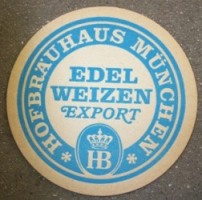 HOFBRÄUHAUS MÜNCHEN
EDEL
WEIZEN
EXPORT
HB